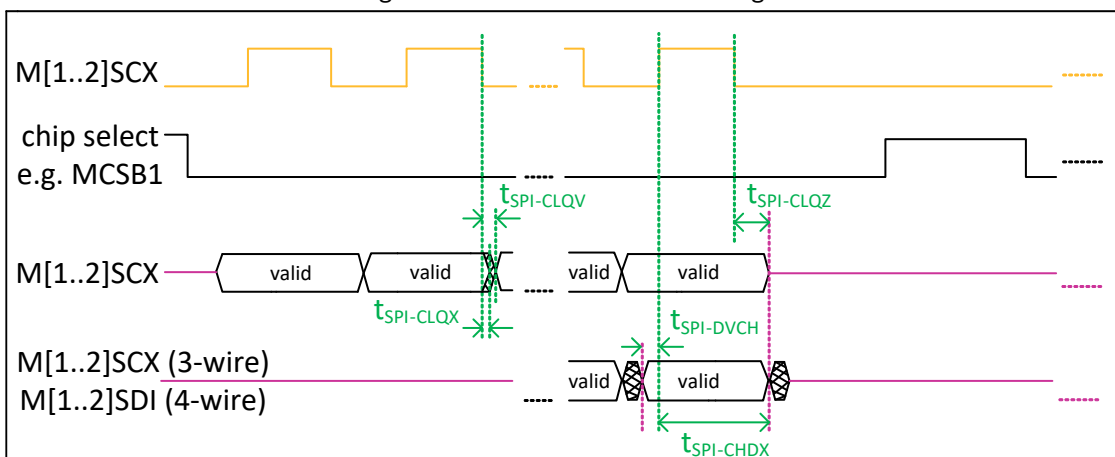 M[1..2]SCX
chip select
e.g. MCSB1
tSPI-CLQV
tSPI-CLQZ
M[1..2]SCX
valid valid valid valid
tSPI-CLQX
tSPI-DVCH
M[1..2]SCX (3-wire)
M[1..2]SDI (4-wire)
valid valid
tSPI-CHDX